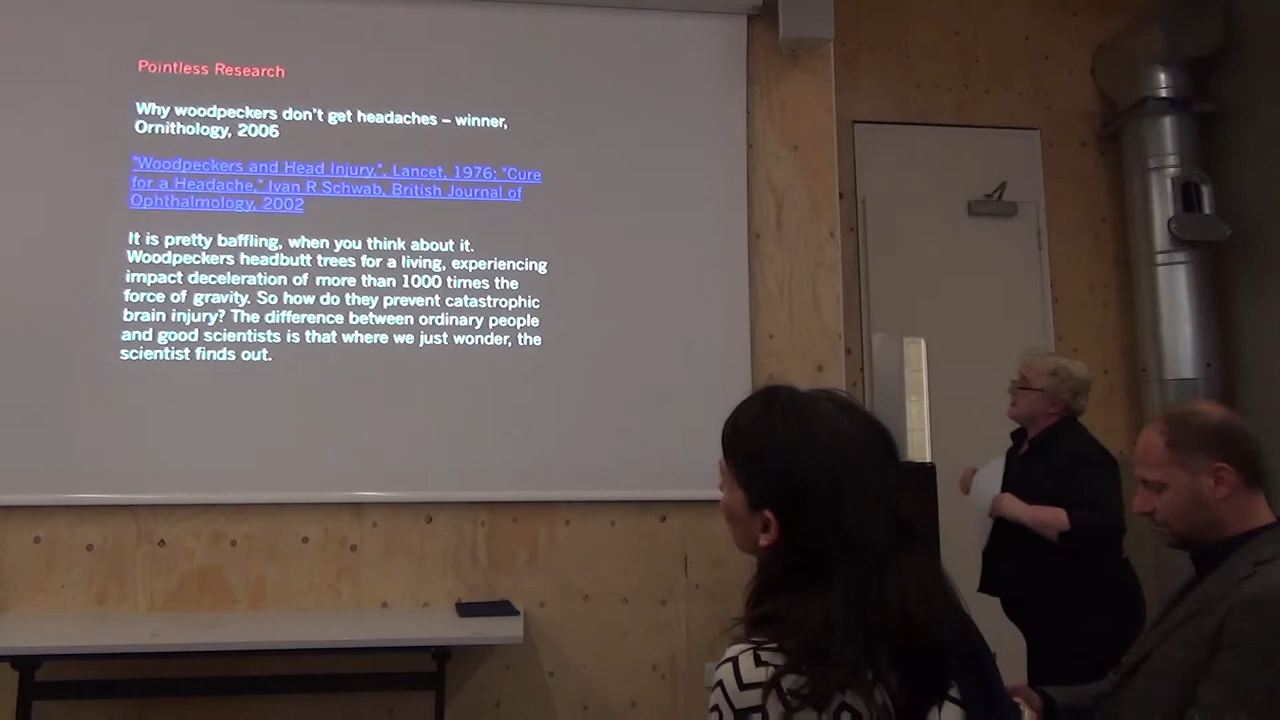 Pointless Research
Why woodpeckers don't get headaches – winner,
Ornithology, 2006
"Woodpeckers and Head Injury,", Lancet, 1976; "Cure
for a Headache," Ivan R Schwab, British Journal of
Ophthalmology, 2002
It is pretty baffling, when you think about it.
Woodpeckers headbutt trees for a living, experiencing
impact deceleration of more than 1000 times the
force of gravity. So how do they prevent catastrophic
brain injury? The difference between ordinary people
and good scientists is that where we just wonder, the
scientist finds out.